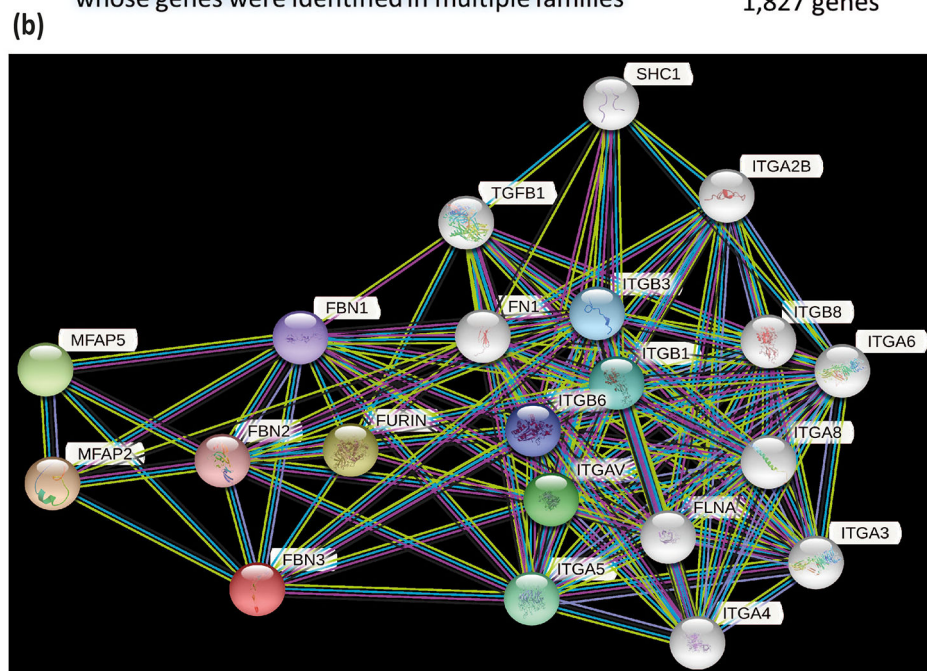 whose genes were identified in multiple families
1,827 genes
(b)
SHC1
ITGA2B
TGFB1
ITGB3
FBN1
FN1
ITGB8
MFAP5
ITGB1
ITGA6
ITGB6
FBN2
FURIN
ITGA8
MFAP2
ITGAV
FLNA
ITGA3
FBN3
ITGA5
ITGA4